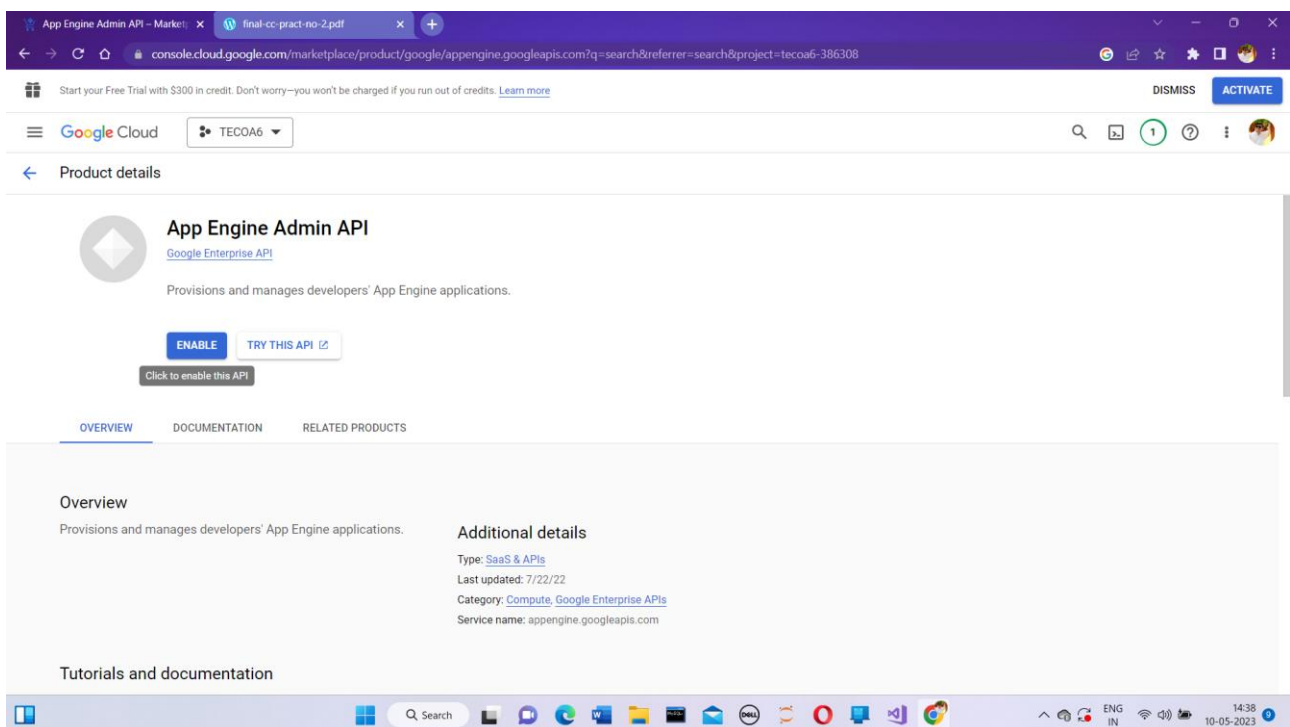 App Engine Admin API – Market
final-cc-pract-no-2.pdf
console.cloud.google.com/marketplace/product/google/appengine.googleapis.com?q=search&referrer=search&project=tecoa6-386308
Start your Free Trial with $300 in credit. Don't worry—you won't be charged if you run out of credits. Learn more
DISMISS
ACTIVATE
Google Cloud
TECOA6
1
Product details
App Engine Admin API
Google Enterprise API
Provisions and manages developers' App Engine applications.
ENABLE
TRY THIS API
Click to enable this API
OVERVIEW
DOCUMENTATION
RELATED PRODUCTS
Overview
Provisions and manages developers' App Engine applications.
Additional details
Type: SaaS & APIs
Last updated: 7/22/22
Category: Compute, Google Enterprise APIs
Service name: appengine.googleapis.com
Tutorials and documentation
Search
DELL
ENG
IN
14:38
10-05-2023
9